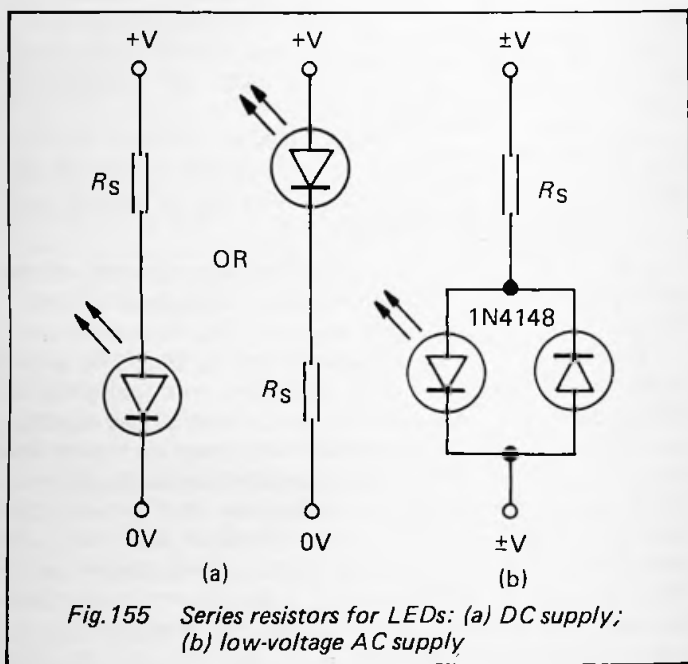 +V
+V
±V
RS
RS
OR
1N4148
RS
0V
0V
±V
(a)
(b)
Fig.155 Series resistors for LEDs: (a) DC supply;
(b) low-voltage AC supply